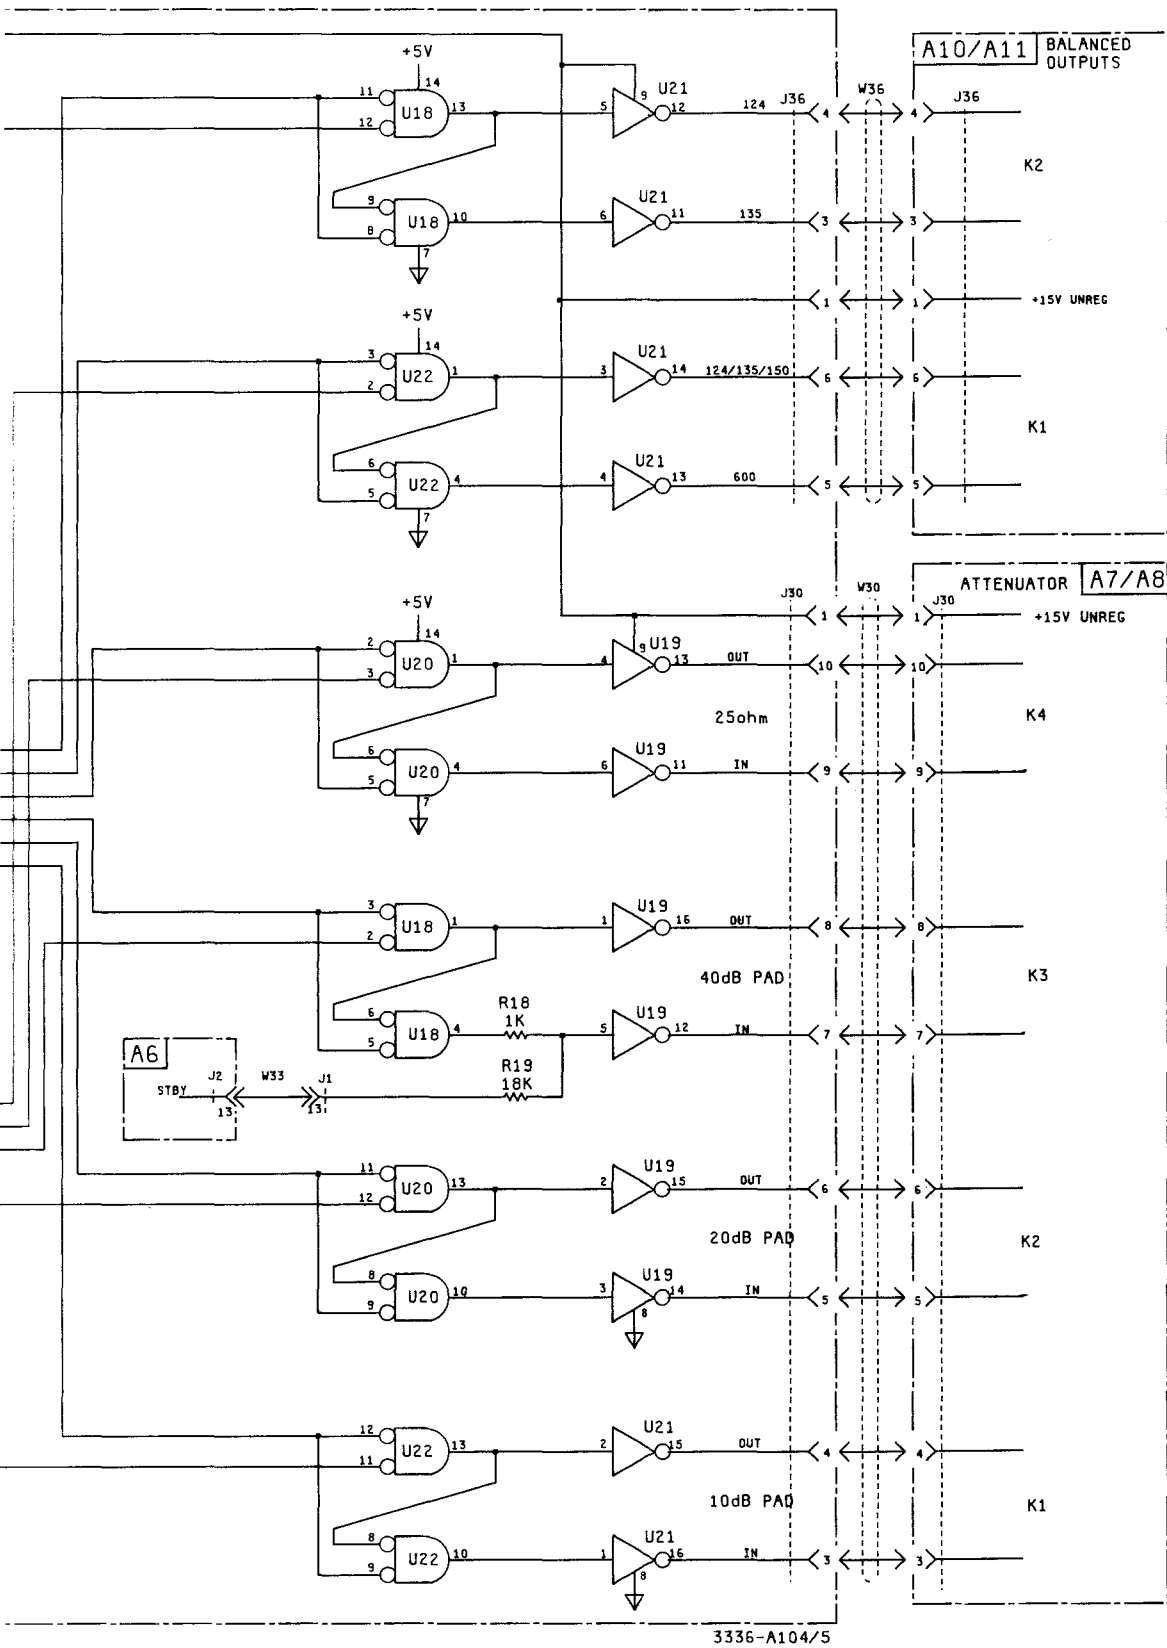 A10/A11 BALANCED
OUTPUTS
+5V
14
11
12
U18
13
5
9
U21
12
124
J36
4
W36
4
J36
K2
9
8
U18
10
7
6
U21
11
135
3
3
1
1
+15V UNREG
+5V
14
3
2
U22
1
3
U21
14
124/135/150
6
6
K1
6
5
U22
4
7
4
U21
13
600
5
5
ATTENUATOR A7/A8
J30
W30
J30
1
1
+15V UNREG
+5V
14
2
3
U20
1
4
9
U19
13
OUT
10
10
25ohm
K4
6
5
U20
4
7
6
U19
11
IN
9
9
3
2
U18
1
1
U19
16
OUT
8
8
40dB PAD
K3
6
5
U18
4
R18
1K
5
U19
12
IN
7
7
A6
STBY
J2
13
W33
J1
13
R19
18K
11
12
U20
13
2
U19
15
OUT
6
6
20dB PAD
K2
8
9
U20
10
3
U19
14
8
IN
5
5
12
11
U22
13
2
U21
15
OUT
4
4
10dB PAD
K1
8
9
U22
10
1
U21
16
8
IN
3
3
3336-A104/5